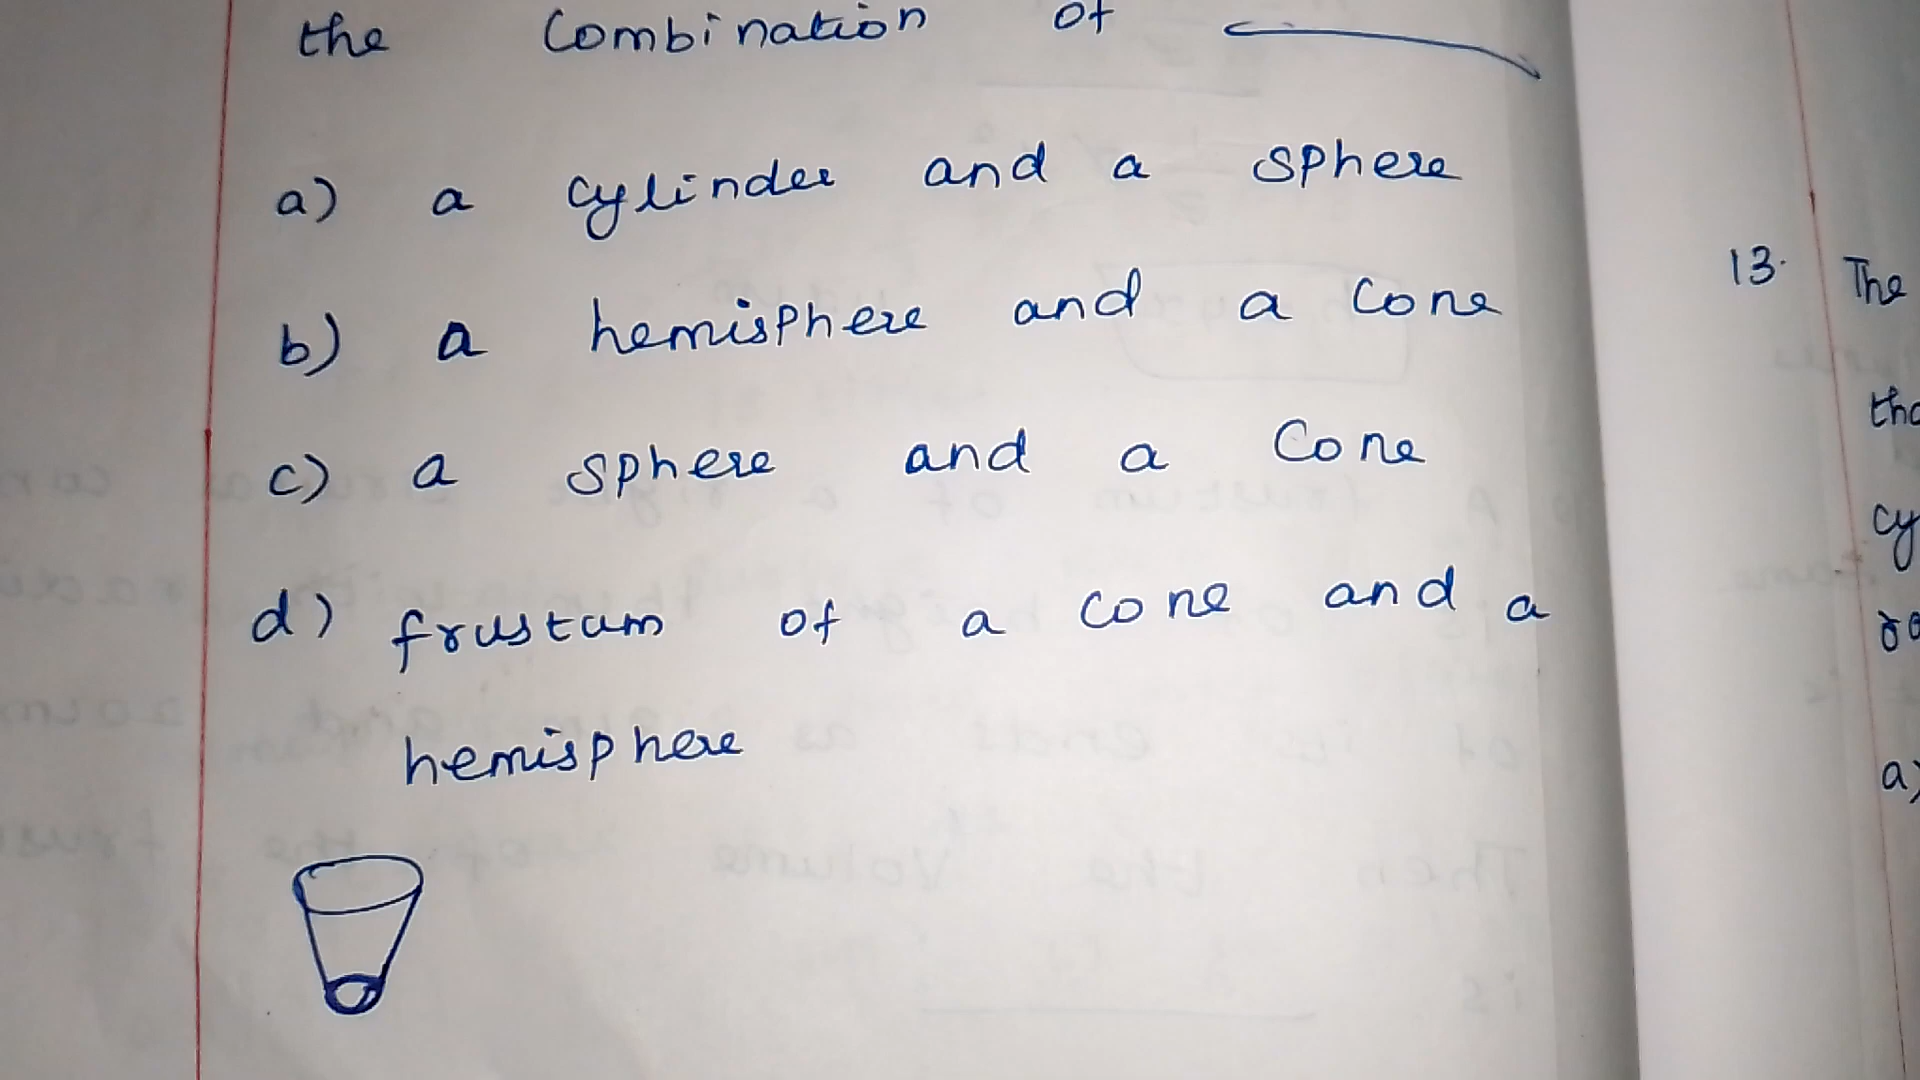 the Combination of
a) a cylinder and a sphere
b) a hemisphere and a cone
c) a sphere and a Cone
d) frustum of a cone and a
hemisphere
13. The
cy
a)